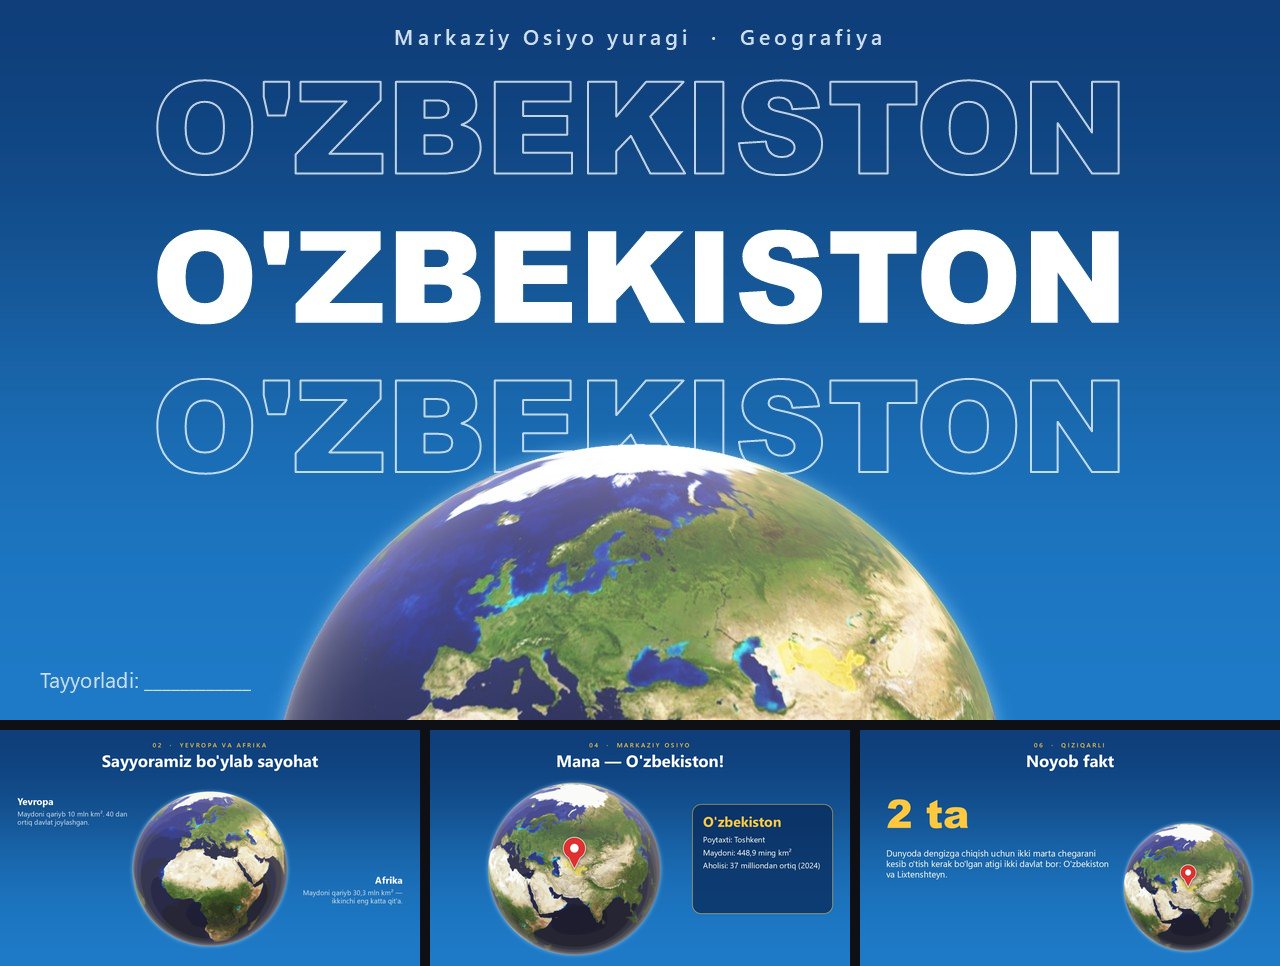 Markaziy Osiyo yuragi · Geografiya
O'ZBEKISTON
O'ZBEKISTON
O'ZBEKISTON
Tayyorladi: ____________
02 · YEVROPA VA AFRIKA
Sayyoramiz bo'ylab sayohat
Yevropa
Maydoni qariyb 10 mln km². 40 dan
ortiq davlat joylashgan.
Afrika
Maydoni qariyb 30,3 mln km² —
ikkinchi eng katta qit'a.
04 · MARKAZIY OSIYO
Mana — O'zbekiston!
O'zbekiston
Poytaxti: Toshkent
Maydoni: 448,9 ming km²
Aholisi: 37 milliondan ortiq (2024)
06 · QIZIQARLI
Noyob fakt
2 ta
Dunyoda dengizga chiqish uchun ikki marta chegarani
kesib o'tish kerak bo'lgan atigi ikki davlat bor: O'zbekiston
va Lixtenshteyn.